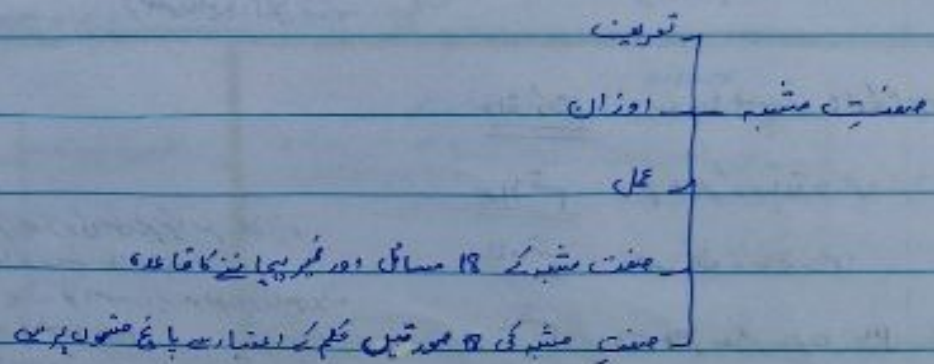 تعریف
صفتِ مشبہ اوزان
عمل
صفت مشبہ کے 18 مسائل اور ضمیر پہچاننے کا قاعدہ
صفتِ مشبہ کی 18 صورتیں حکم کے اعتبار سے پانچ قسموں پر ہیں